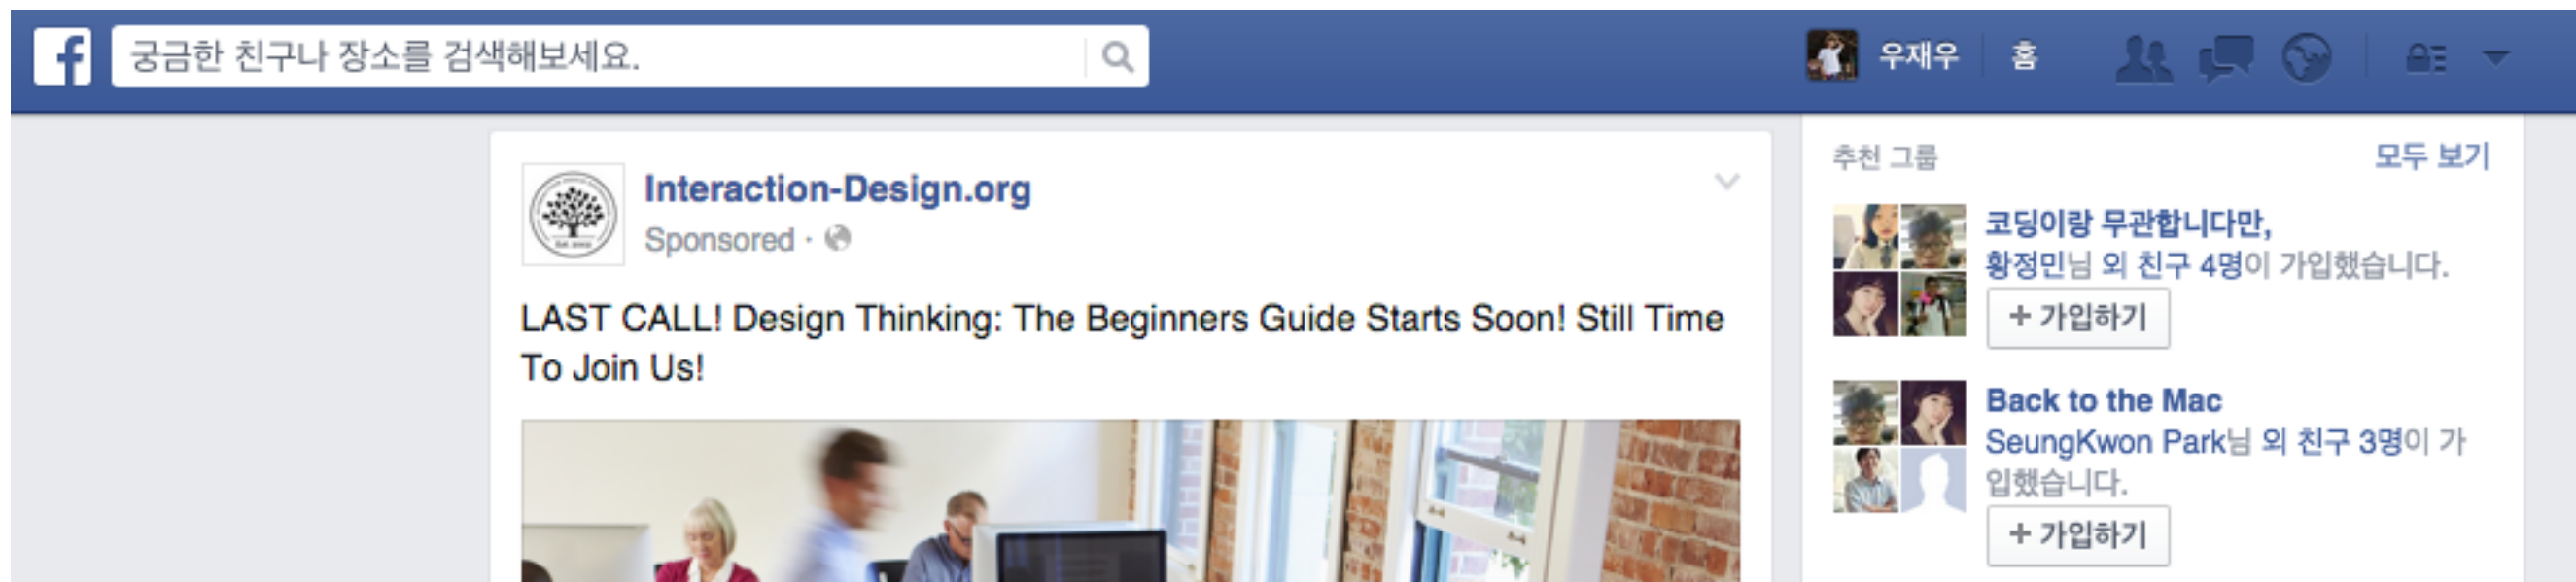 궁금한 친구나 장소를 검색해보세요.
우재우 홈
Interaction-Design.org
Sponsored ·
LAST CALL! Design Thinking: The Beginners Guide Starts Soon! Still Time
To Join Us!
추천 그룹 모두 보기
코딩이랑 무관합니다만,
황정민님 외 친구 4명이 가입했습니다.
+ 가입하기
Back to the Mac
SeungKwon Park님 외 친구 3명이 가
입했습니다.
+ 가입하기